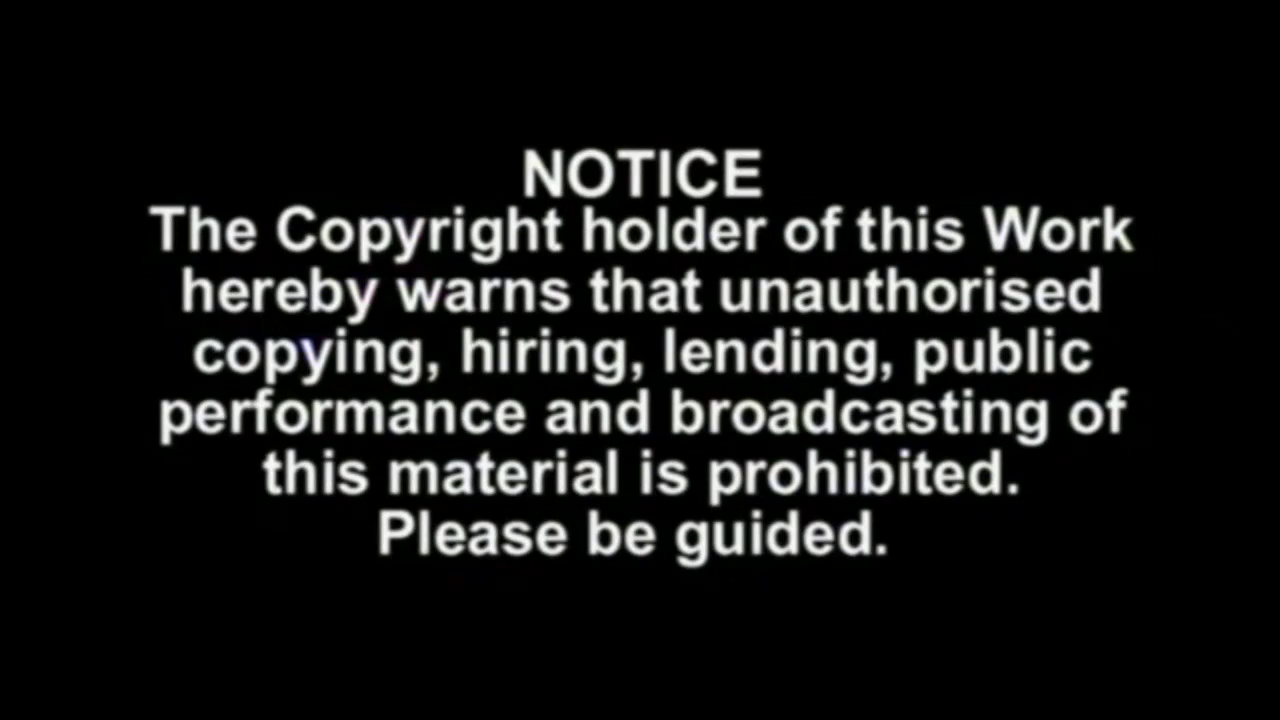 NOTICE
The Copyright holder of this Work
hereby warns that unauthorised
copying, hiring, lending, public
performance and broadcasting of
this material is prohibited.
Please be guided.